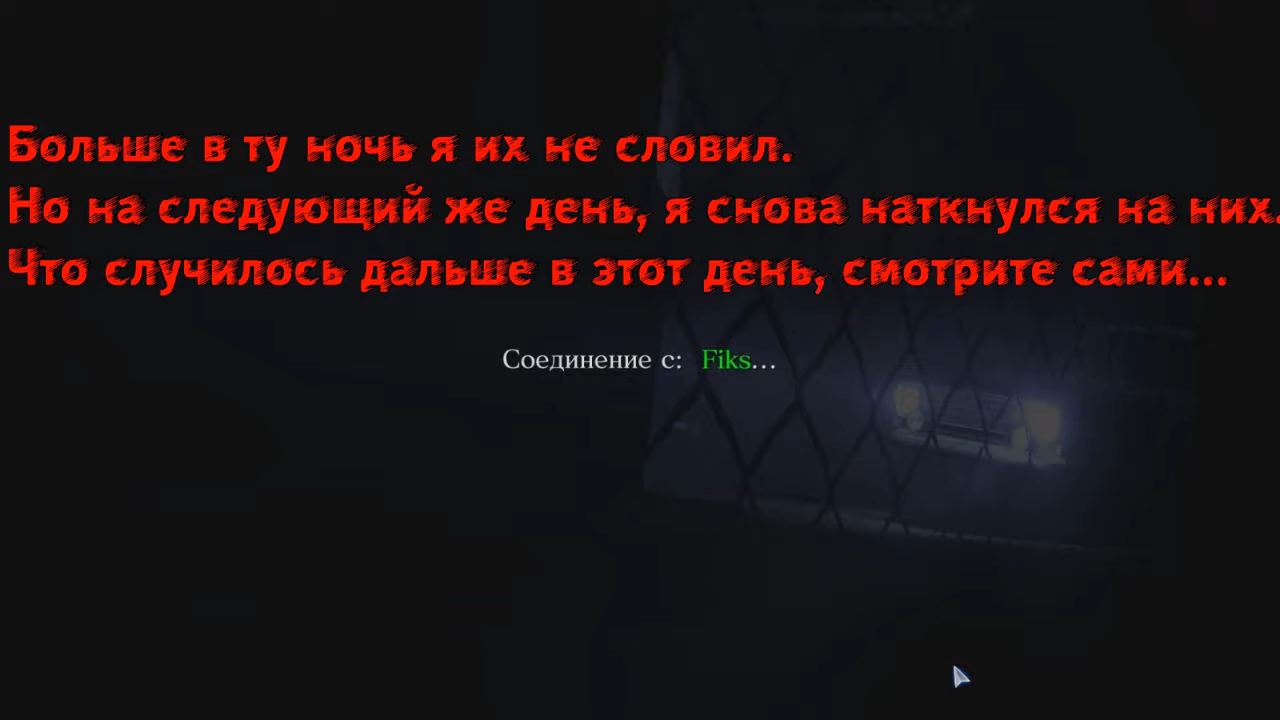 Больше в ту ночь я их не словил.
Но на следующий же день, я снова наткнулся на них.
Что случилось дальше в этот день, смотрите сами...
Соединение с: Fiks...